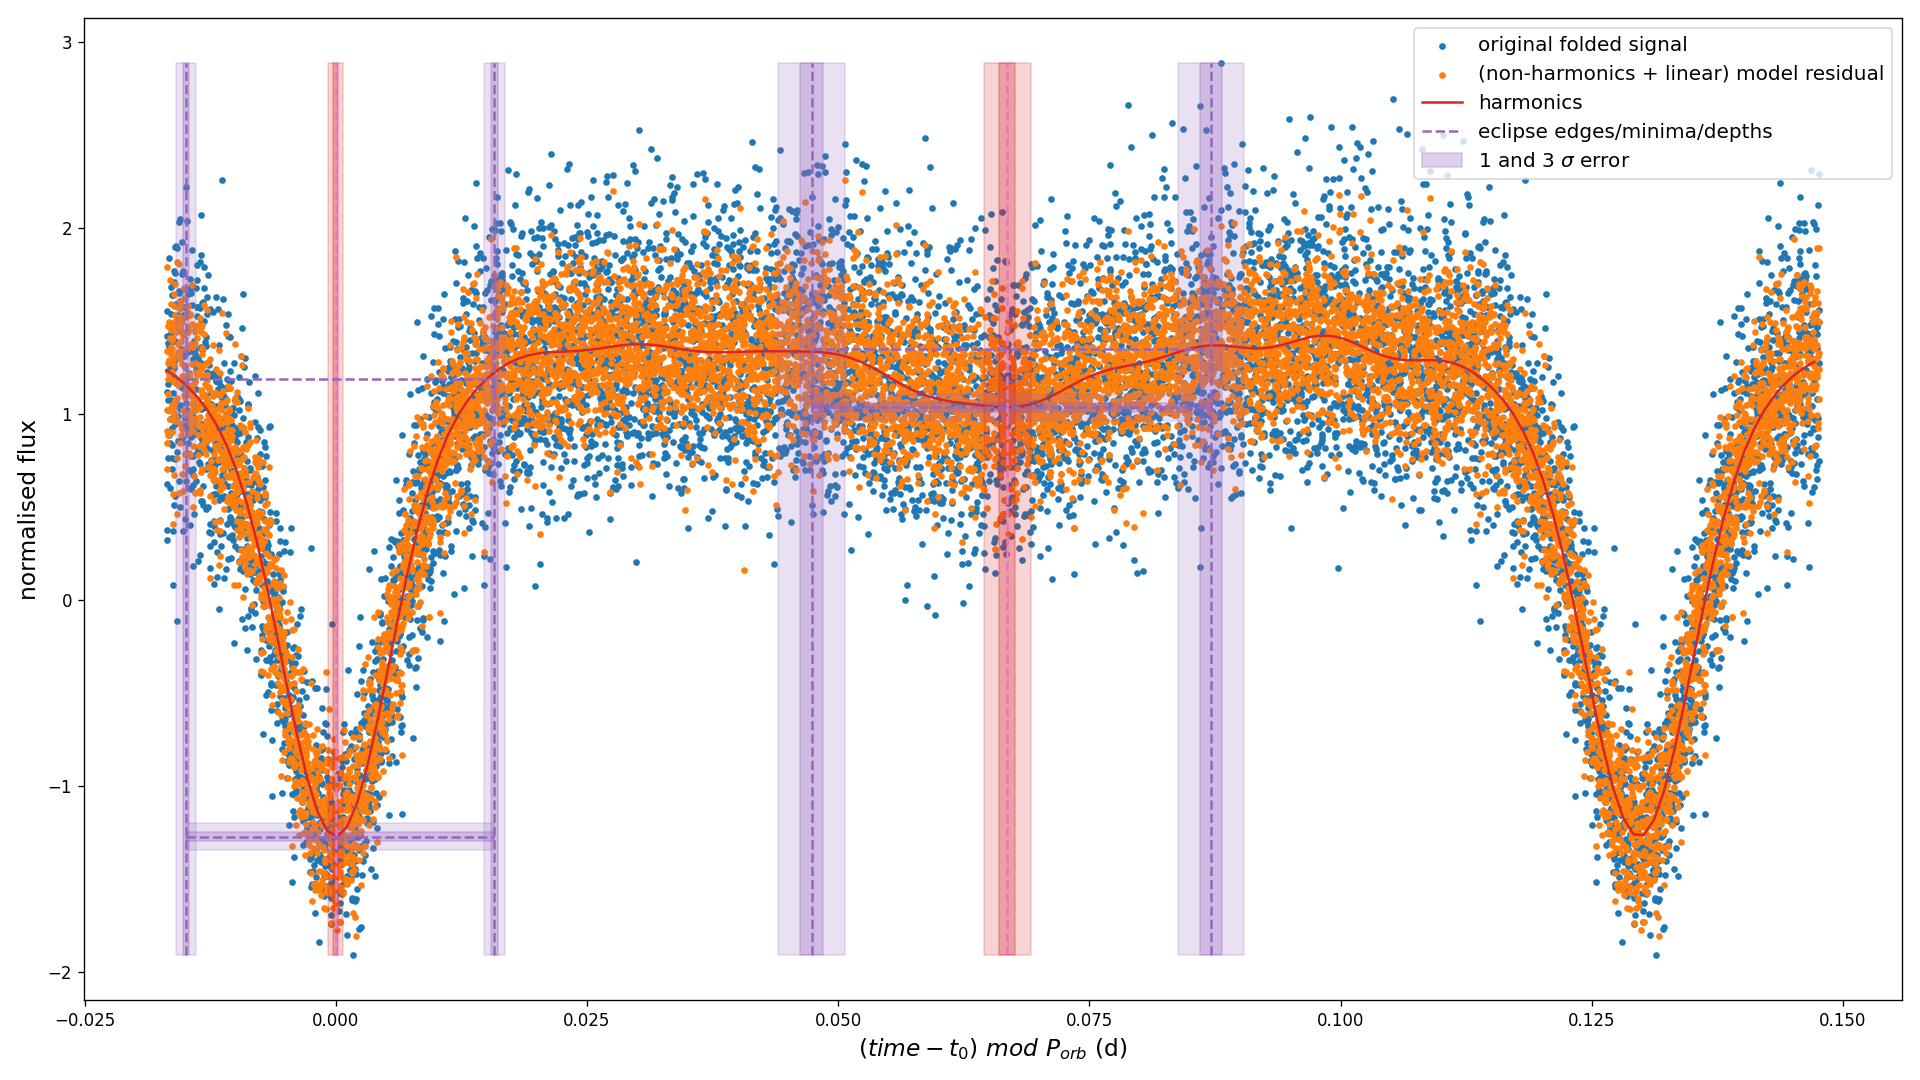 original folded signal
(non-harmonics + linear) model residual
harmonics
eclipse edges/minima/depths
1 and 3 σ error
normalised flux
3
2
1
0
−1
−2
−0.025 0.000 0.025 0.050 0.075 0.100 0.125 0.150
(time − t₀) mod Pₒᵣb (d)